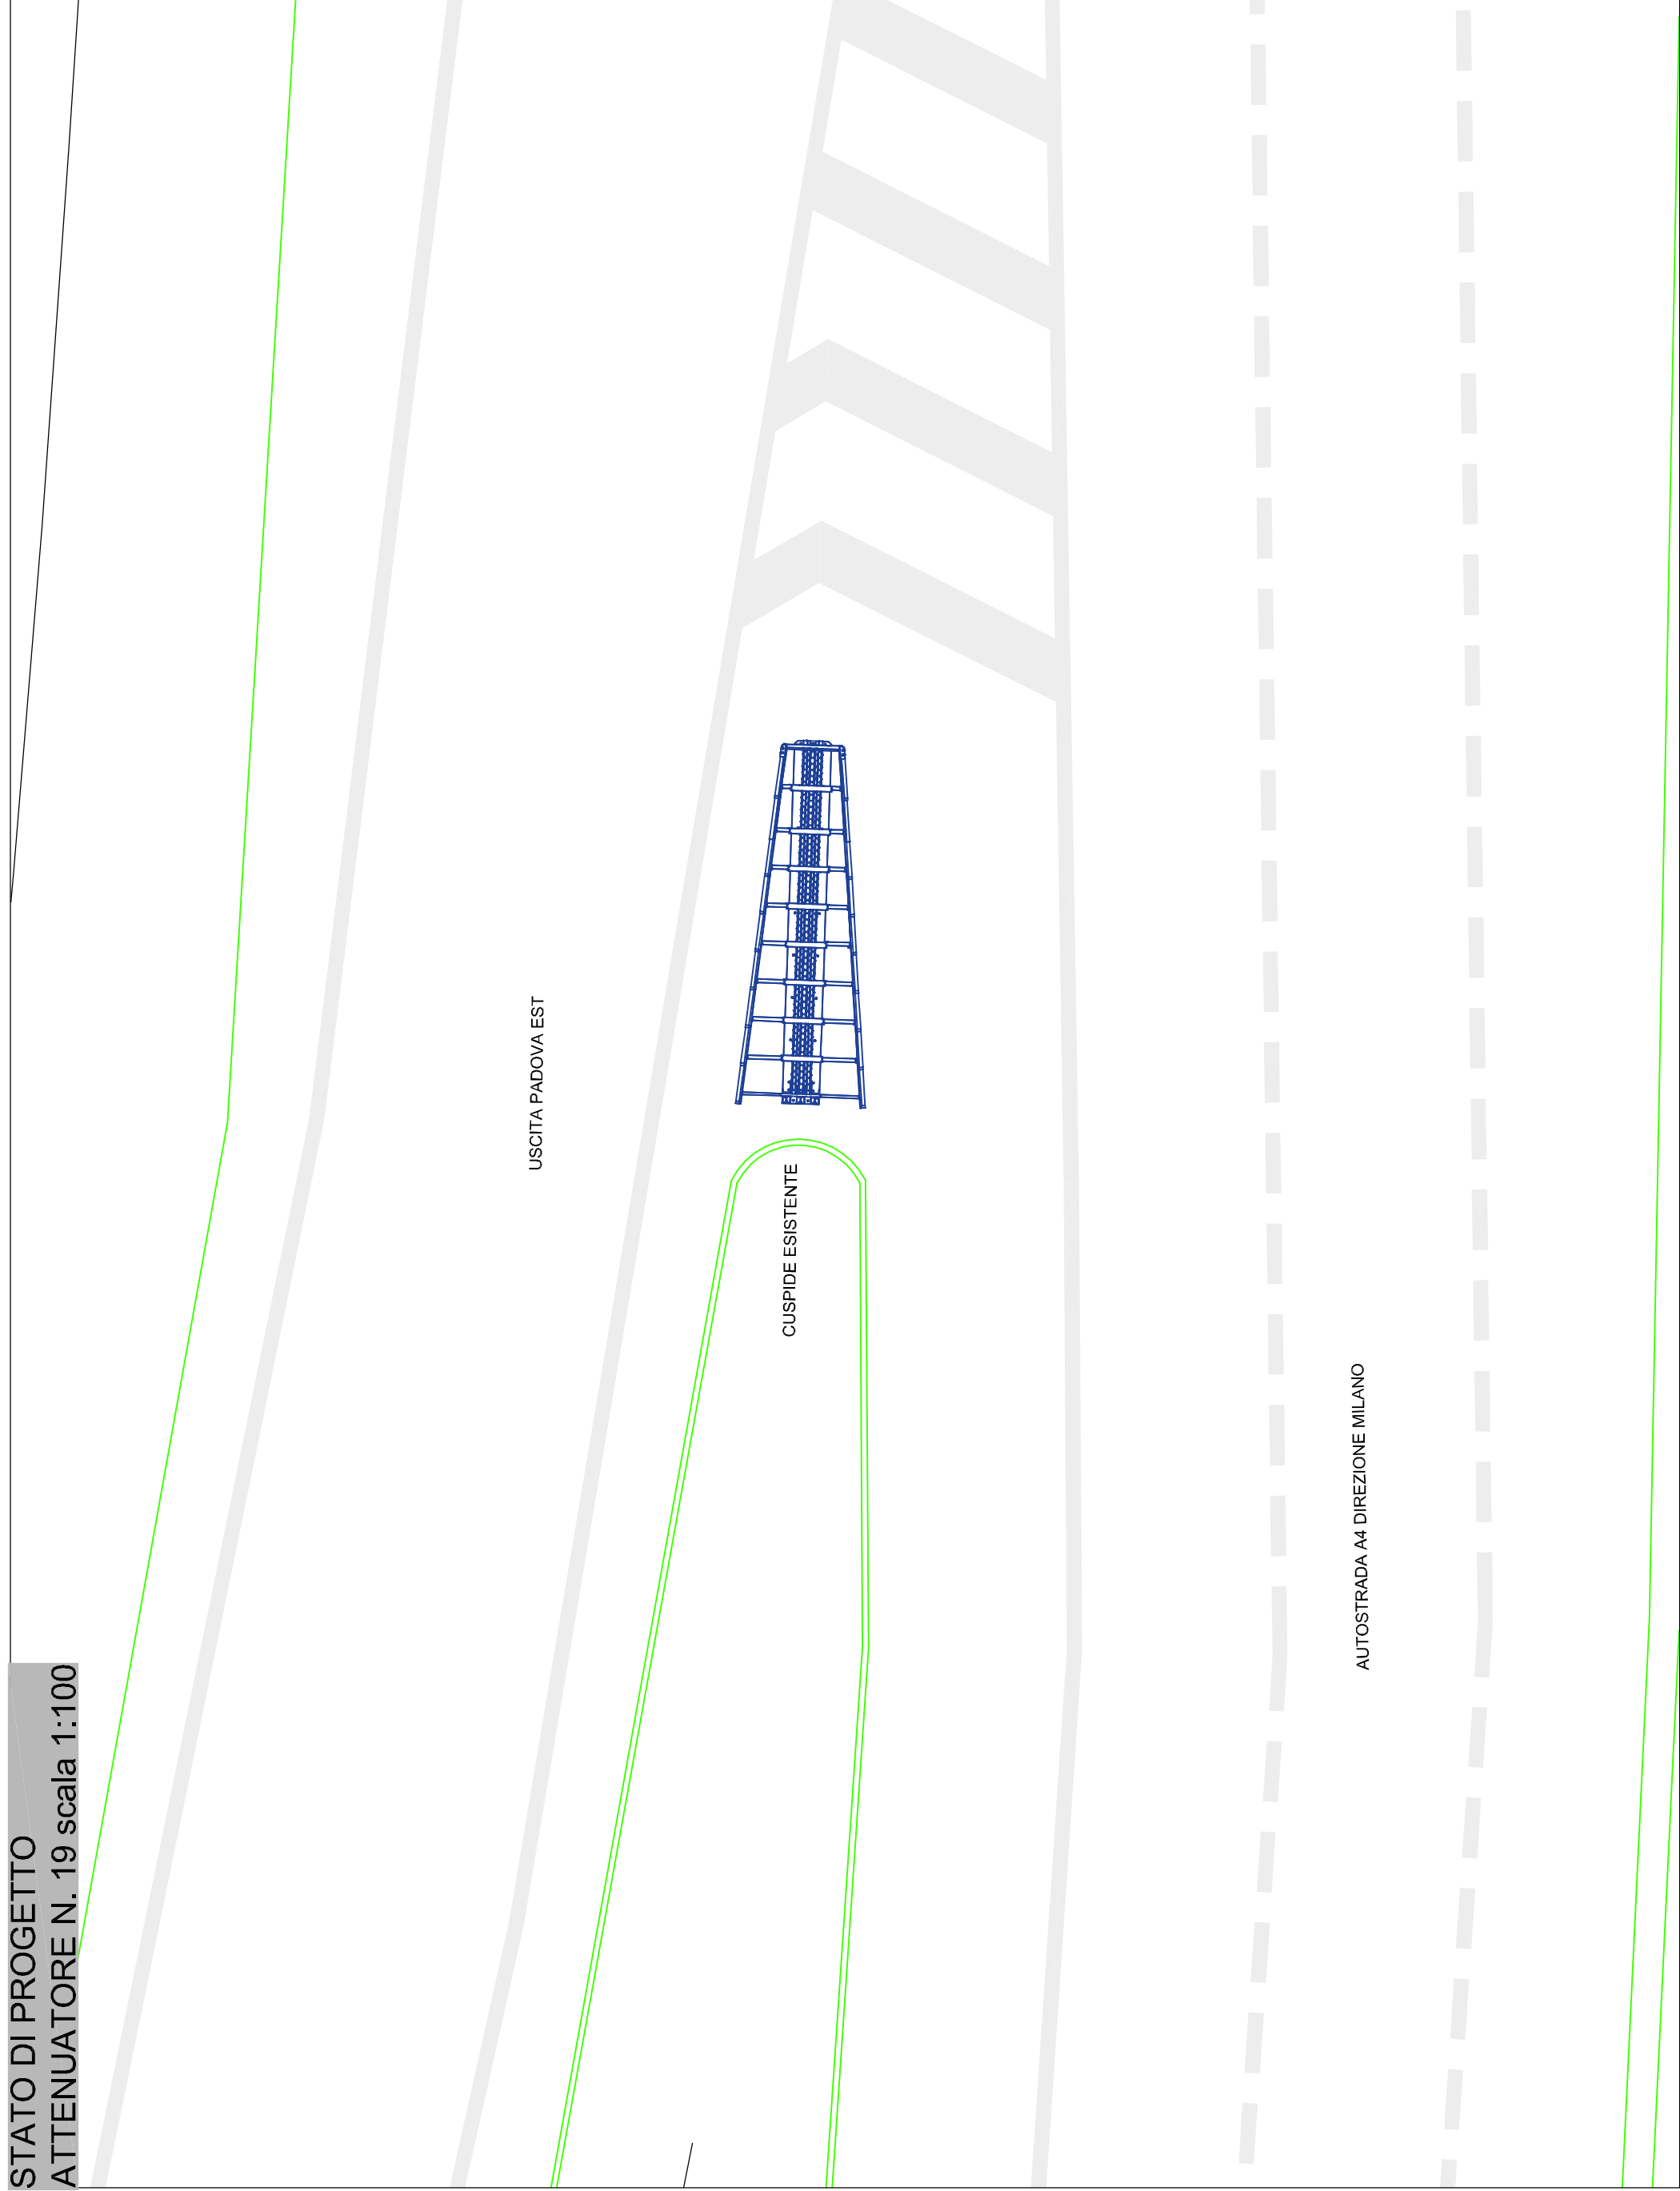 STATO DI PROGETTO
ATTENUATORE N. 19 scala 1:100
USCITA PADOVA EST
CUSPIDE ESISTENTE
AUTOSTRADA A4 DIREZIONE MILANO